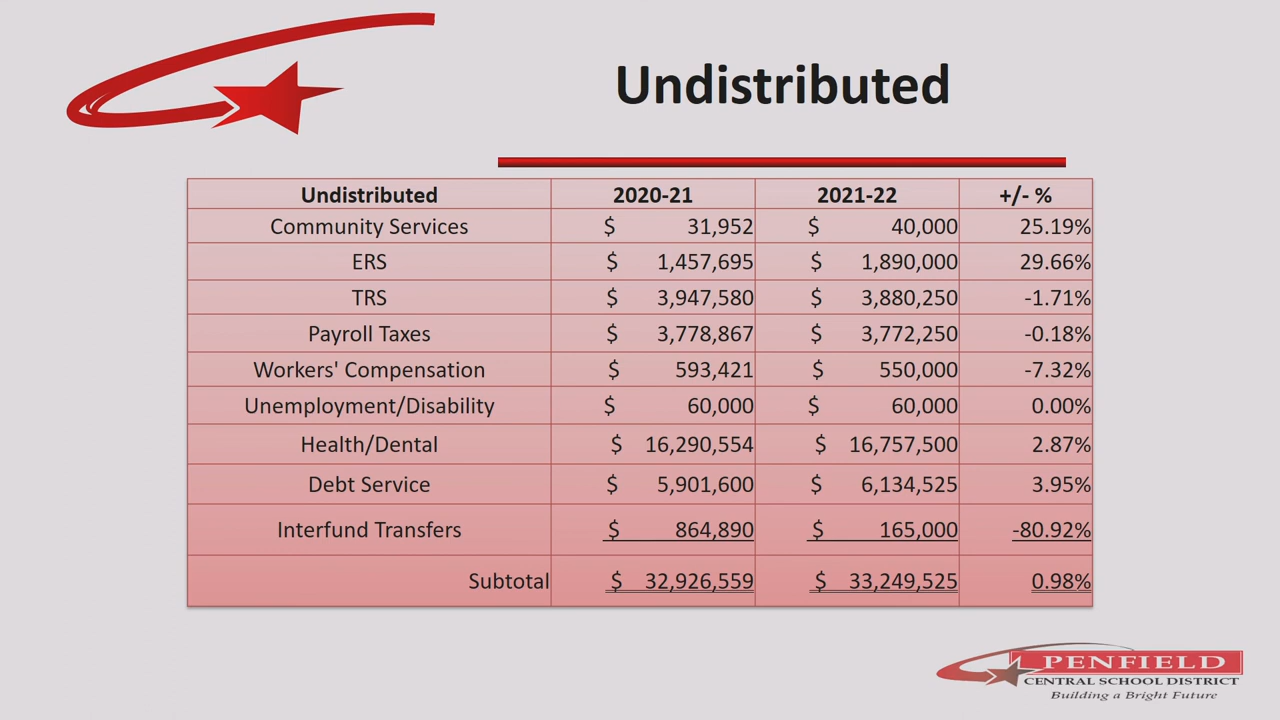 Undistributed
Undistributed 2020-21 2021-22 +/- %
Community Services $ 31,952 $ 40,000 25.19%
ERS $ 1,457,695 $ 1,890,000 29.66%
TRS $ 3,947,580 $ 3,880,250 -1.71%
Payroll Taxes $ 3,778,867 $ 3,772,250 -0.18%
Workers' Compensation $ 593,421 $ 550,000 -7.32%
Unemployment/Disability $ 60,000 $ 60,000 0.00%
Health/Dental $ 16,290,554 $ 16,757,500 2.87%
Debt Service $ 5,901,600 $ 6,134,525 3.95%
Interfund Transfers $ 864,890 $ 165,000 -80.92%
Subtotal $ 32,926,559 $ 33,249,525 0.98%
PENFIELD
CENTRAL SCHOOL DISTRICT
Building a Bright Future